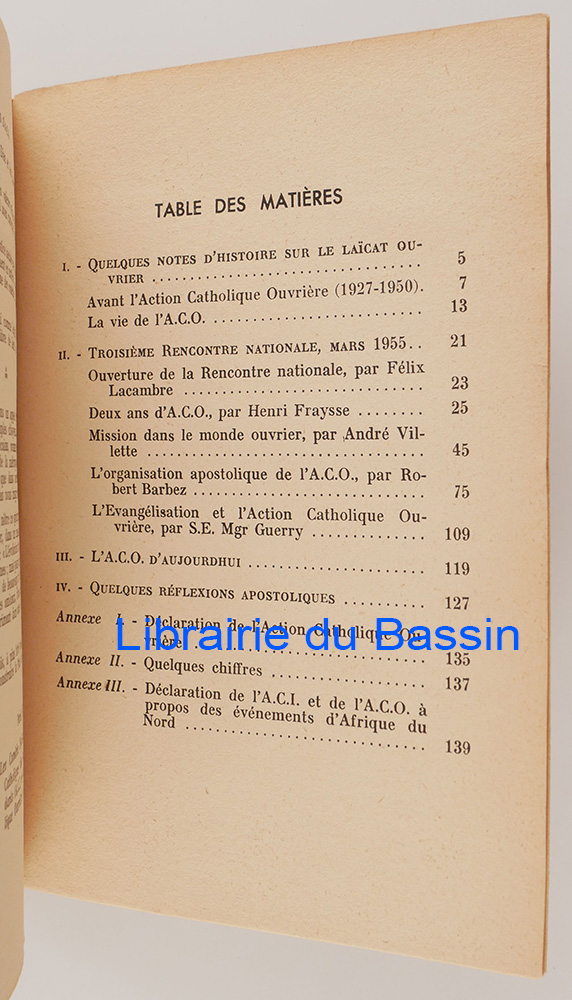 TABLE DES MATIÈRES
I. - QUELQUES NOTES D'HISTOIRE SUR LE LAÏCAT OU-
VRIER .................................. 5
Avant l'Action Catholique Ouvrière (1927-1950). 7
La vie de l'A.C.O. .......................... 13
II. - TROISIÈME RENCONTRE NATIONALE, MARS 1955.. 21
Ouverture de la Rencontre nationale, par Félix
Lacambre ................................ 23
Deux ans d'A.C.O., par Henri Fraysse ........ 25
Mission dans le monde ouvrier, par André Vil-
lette .................................... 45
L'organisation apostolique de l'A.C.O., par Ro-
bert Barbez .............................. 75
L'Evangélisation et l'Action Catholique Ou-
vrière, par S.E. Mgr Guerry .............. 109
III. - L'A.C.O. D'AUJOURDHUI ...................... 119
IV. - QUELQUES RÉFLEXIONS APOSTOLIQUES .......... 127
Annexe I. - Déclaration de l'Action Catholique Ou-
vrière 135
Annexe II. - Quelques chiffres .................... 137
Annexe III. - Déclaration de l'A.C.I. et de l'A.C.O. à
propos des événements d'Afrique du
Nord .............................. 139
Librairie du Bassin